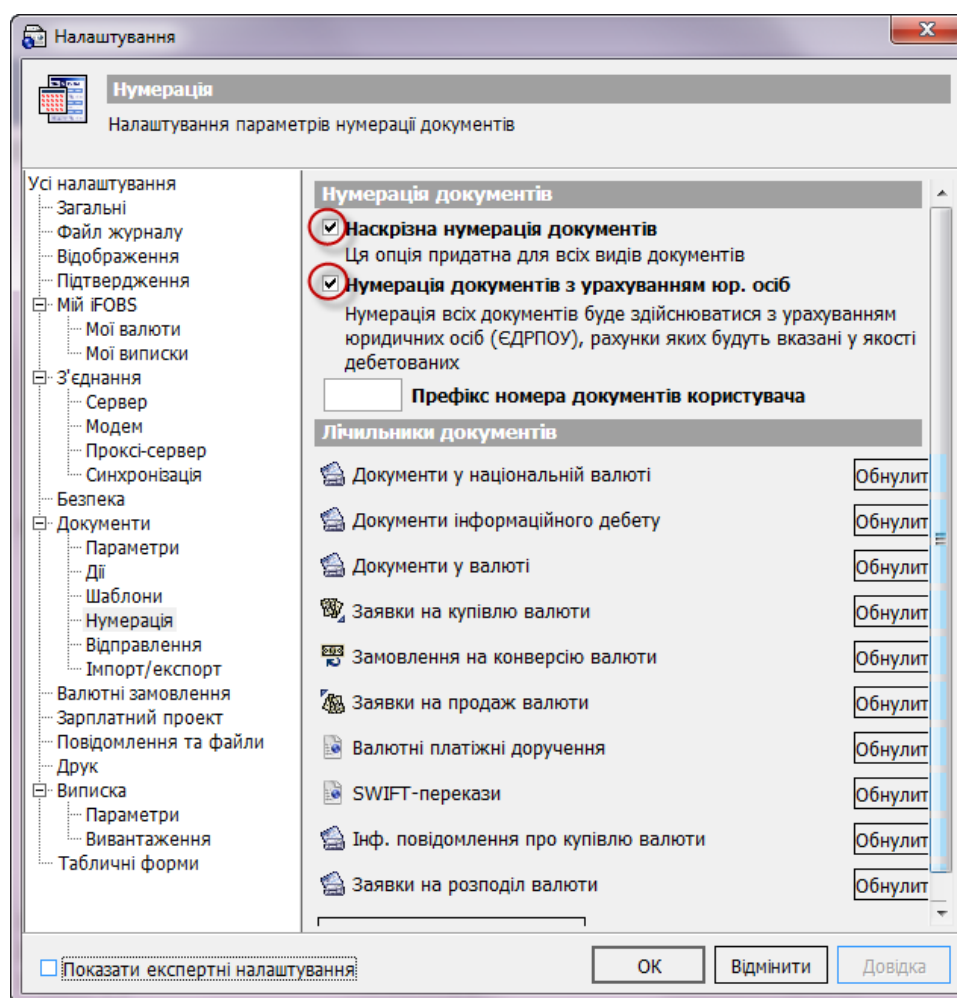 Налаштування
Нумерація
Налаштування параметрів нумерації документів
Усі налаштування
Загальні
Файл журналу
Відображення
Підтвердження
Мій iFOBS
Мої валюти
Мої виписки
З'єднання
Сервер
Модем
Проксі-сервер
Синхронізація
Безпека
Документи
Параметри
Дії
Шаблони
Нумерація
Відправлення
Імпорт/експорт
Валютні замовлення
Зарплатний проект
Повідомлення та файли
Друк
Виписка
Параметри
Вивантаження
Табличні форми
Нумерація документів
Наскрізна нумерація документів
Ця опція придатна для всіх видів документів
Нумерація документів з урахуванням юр. осіб
Нумерація всіх документів буде здійснюватися з урахуванням
юридичних осіб (ЄДРПОУ), рахунки яких будуть вказані у якості
дебетованих
Префікс номера документів користувача
Лічильники документів
Документи у національній валюті Обнулит
Документи інформаційного дебету Обнулит
Документи у валюті Обнулит
Заявки на купівлю валюти Обнулит
Замовлення на конверсію валюти Обнулит
Заявки на продаж валюти Обнулит
Валютні платіжні доручення Обнулит
SWIFT-перекази Обнулит
Інф. повідомлення про купівлю валюти Обнулит
Заявки на розподіл валюти Обнулит
Показати експертні налаштування
ОК Відмінити Довідка